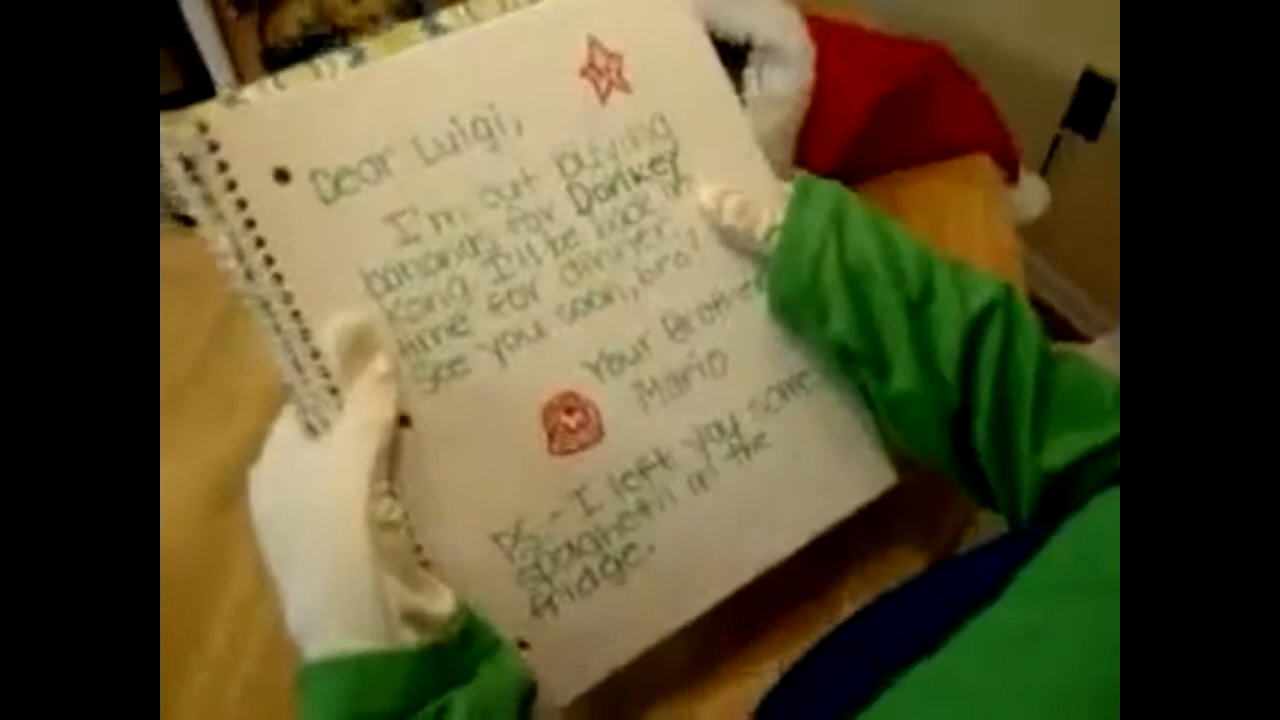 Dear Luigi,
I'm out buying
bananas for Donkey
Kong I'll be back in
time for dinner.
see you soon, bro!
Your Brother
Mario
PS - I left you some
spaghetti in the
fridge.